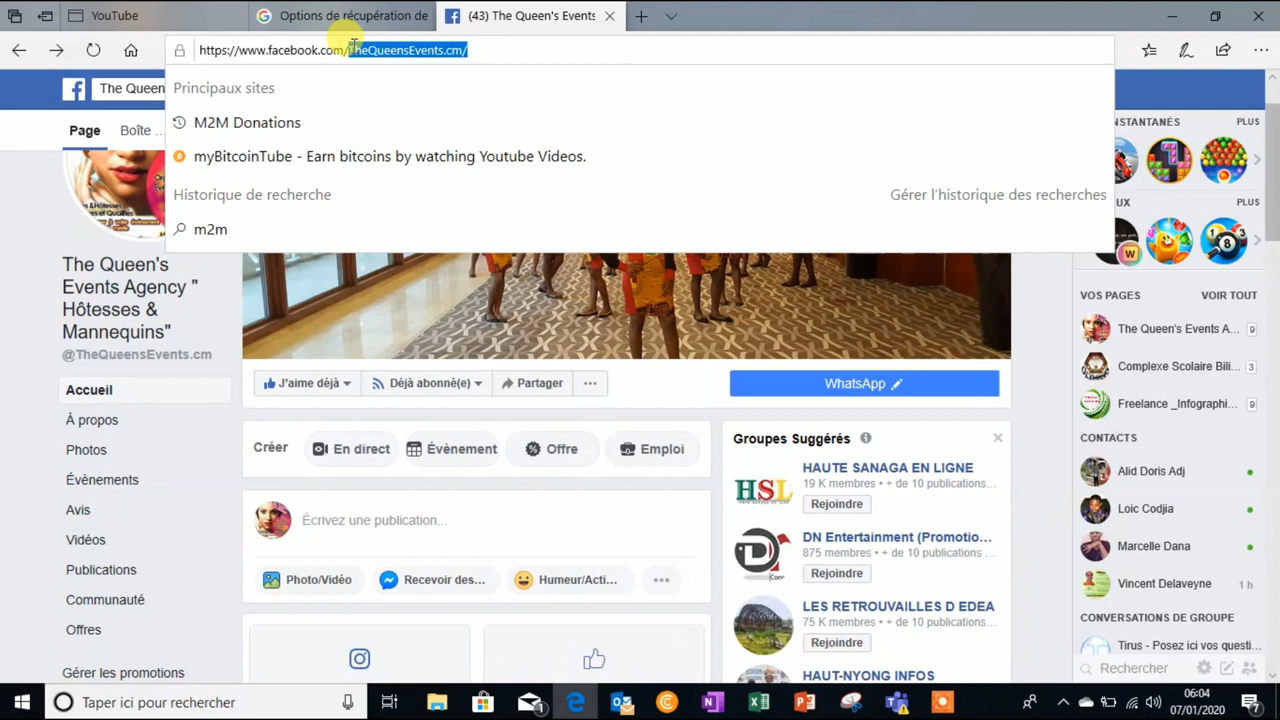 YouTube
Options de récupération de
(43) The Queen's Events
https://www.facebook.com/TheQueensEvents.cm/
Principaux sites
M2M Donations
myBitcoinTube - Earn bitcoins by watching Youtube Videos.
Historique de recherche
Gérer l'historique des recherches
m2m
The Queen
Page
Boîte ...
The Queen's
Events Agency "
Hôtesses &
Mannequins"
@TheQueensEvents.cm
Accueil
À propos
Photos
Évènements
Avis
Vidéos
Publications
Communauté
Offres
Gérer les promotions
J'aime déjà
Déjà abonné(e)
Partager
WhatsApp
Créer
En direct
Évènement
Offre
Emploi
Écrivez une publication...
Photo/Vidéo
Recevoir des...
Humeur/Acti...
Groupes Suggérés
HAUTE SANAGA EN LIGNE
19 K membres • + de 10 publications...
Rejoindre
DN Entertainment (Promotio...
875 membres • + de 10 publications...
Rejoindre
LES RETROUVAILLES D EDEA
75 K membres • + de 10 publications...
Rejoindre
HAUT-NYONG INFOS
NSTANTANÉS
PLUS
UX
PLUS
VOS PAGES
VOIR TOUT
The Queen's Events A...
9
Complexe Scolaire Bili...
3
Freelance _Infographi...
9
CONTACTS
Alid Doris Adj
Loic Codjia
Marcelle Dana
Vincent Delaveyne
1 h
CONVERSATIONS DE GROUPE
Tirus - Posez ici vos questi...
Rechercher
Taper ici pour rechercher
06:04
07/01/2020